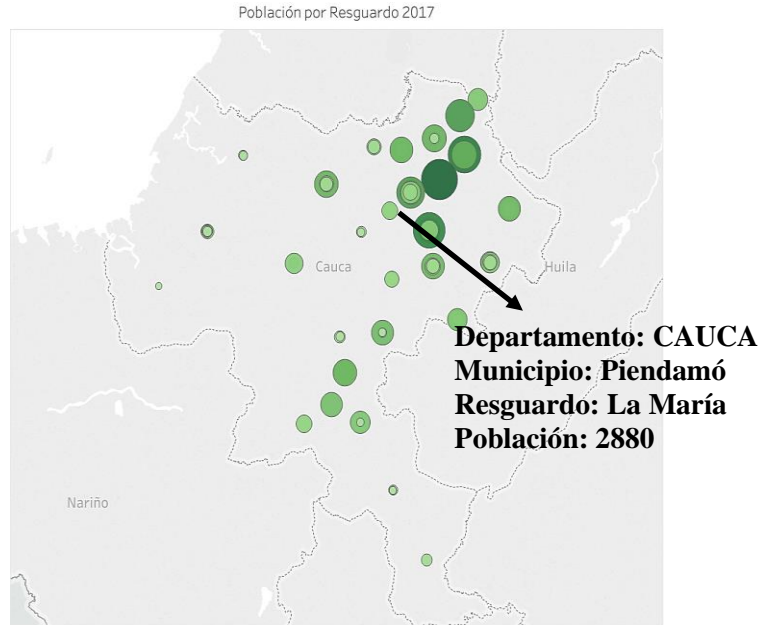 Población por Resguardo 2017
Cauca
Huila
Departamento: CAUCA
Municipio: Piendamó
Resguardo: La María
Población: 2880
Nariño